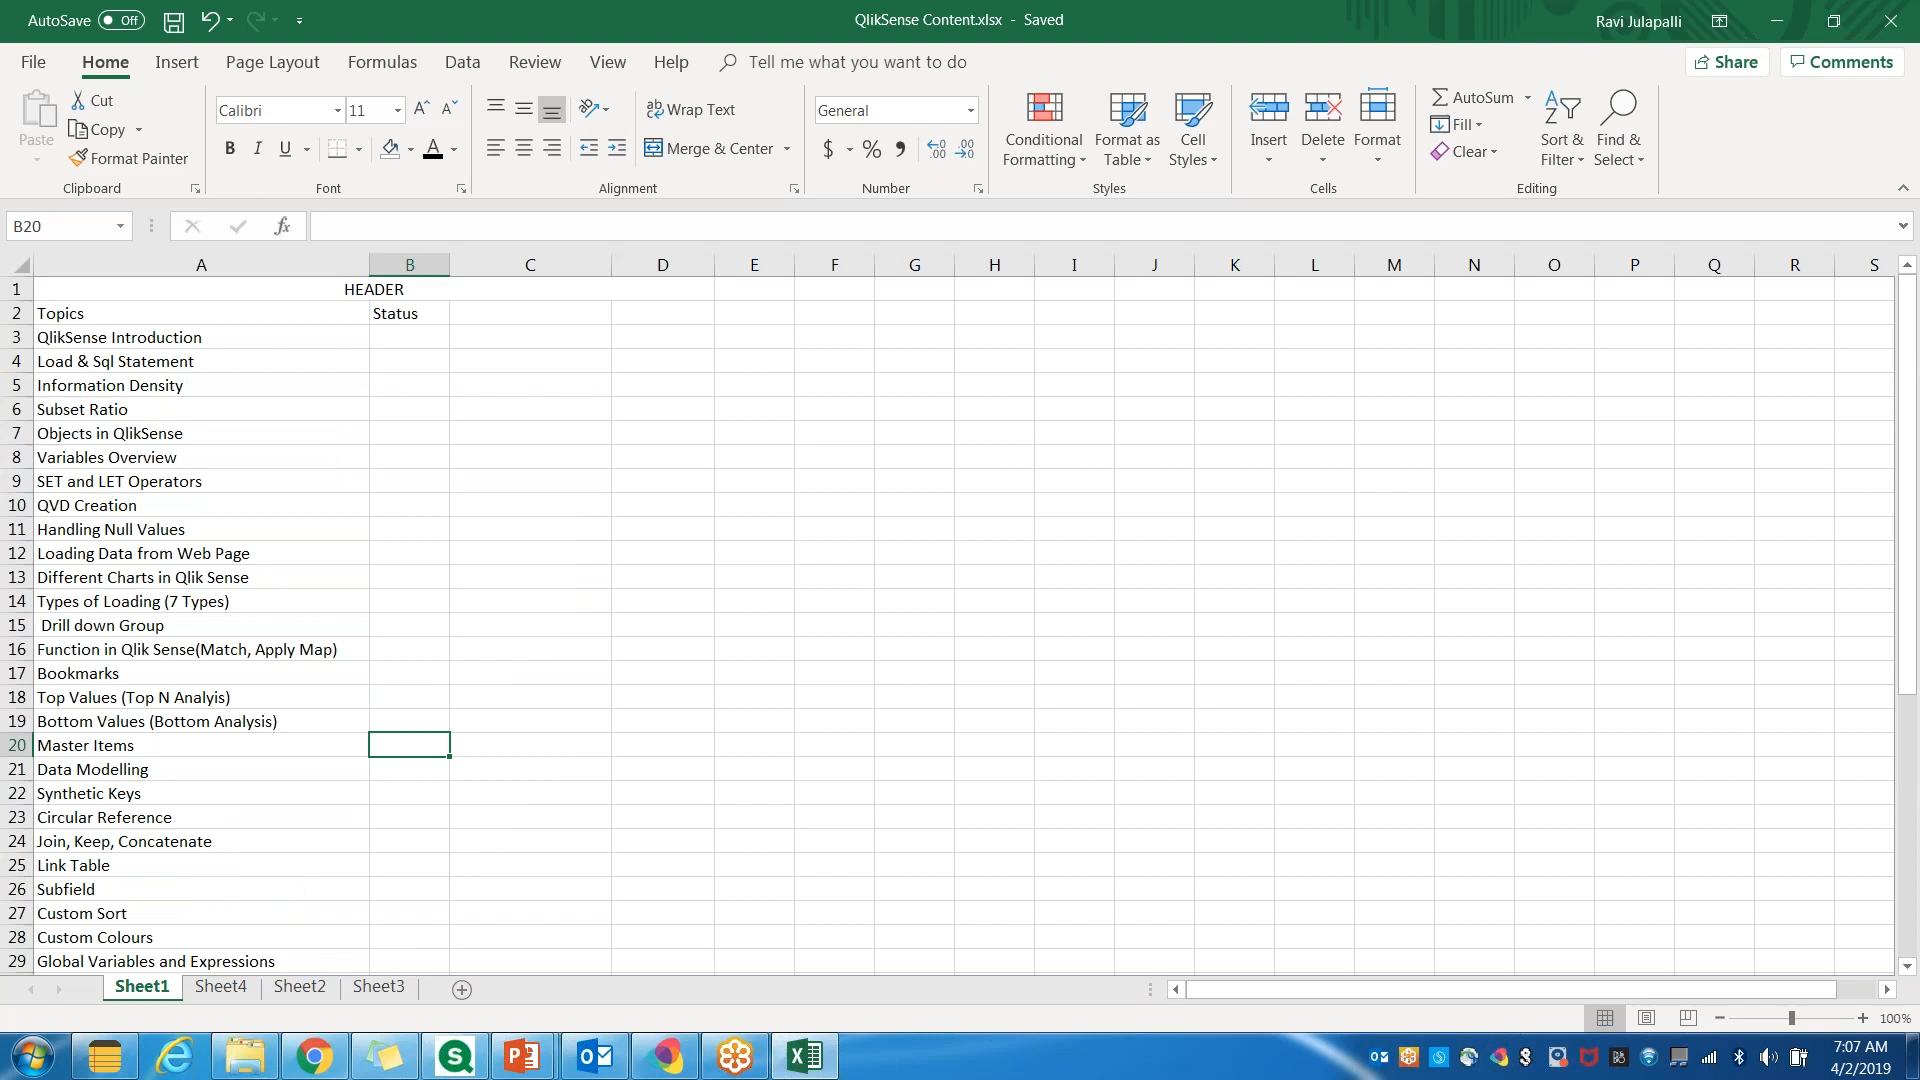 AutoSave Off
QlikSense Content.xlsx - Saved
Ravi Julapalli
File Home Insert Page Layout Formulas Data Review View Help Tell me what you want to do
Share Comments
Paste
Cut
Copy
Format Painter
Clipboard
Calibri 11
B I U A
Font
Wrap Text
Merge & Center
Alignment
General
$ %
Number
Conditional Formatting
Format as Table
Cell Styles
Styles
Insert Delete Format
Cells
AutoSum
Fill
Clear
Sort & Filter
Find & Select
Editing
B20 fx
A B C D E F G H I J K L M N O P Q R S
1 HEADER
2 Topics Status
3 QlikSense Introduction
4 Load & Sql Statement
5 Information Density
6 Subset Ratio
7 Objects in QlikSense
8 Variables Overview
9 SET and LET Operators
10 QVD Creation
11 Handling Null Values
12 Loading Data from Web Page
13 Different Charts in Qlik Sense
14 Types of Loading (7 Types)
15 Drill down Group
16 Function in Qlik Sense(Match, Apply Map)
17 Bookmarks
18 Top Values (Top N Analyis)
19 Bottom Values (Bottom Analysis)
20 Master Items
21 Data Modelling
22 Synthetic Keys
23 Circular Reference
24 Join, Keep, Concatenate
25 Link Table
26 Subfield
27 Custom Sort
28 Custom Colours
29 Global Variables and Expressions
Sheet1 Sheet4 Sheet2 Sheet3
100%
7:07 AM
4/2/2019